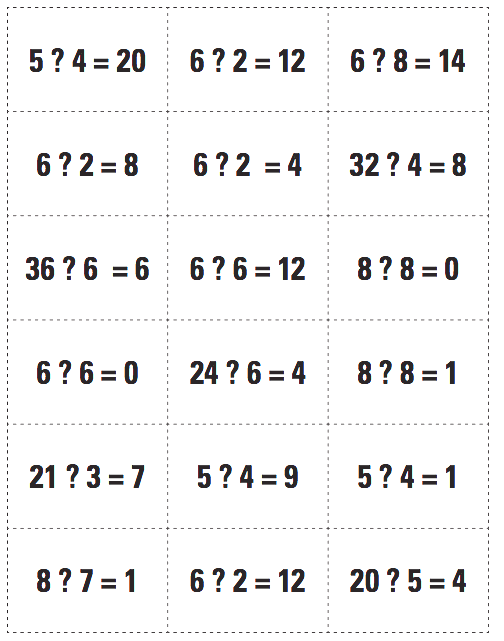 5 ? 4 = 20
6 ? 2 = 12
6 ? 8 = 14
6 ? 2 = 8
6 ? 2 = 4
32 ? 4 = 8
36 ? 6 = 6
6 ? 6 = 12
8 ? 8 = 0
6 ? 6 = 0
24 ? 6 = 4
8 ? 8 = 1
21 ? 3 = 7
5 ? 4 = 9
5 ? 4 = 1
8 ? 7 = 1
6 ? 2 = 12
20 ? 5 = 4